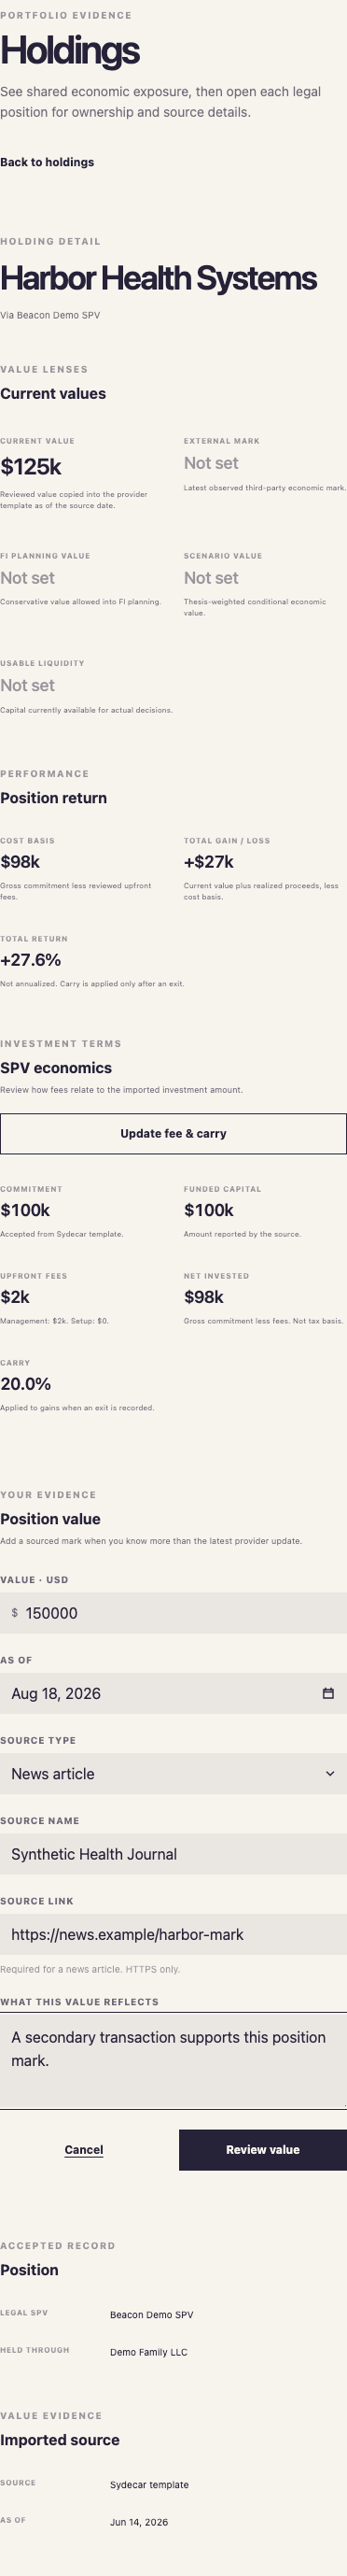 PORTFOLIO EVIDENCE
Holdings
See shared economic exposure, then open each legal
position for ownership and source details.
Back to holdings
HOLDING DETAIL
Harbor Health Systems
Via Beacon Demo SPV
VALUE LENSES
Current values
CURRENT VALUE
$125k
Reviewed value copied into the provider
template as of the source date.
EXTERNAL MARK
Not set
Latest observed third-party economic mark.
FI PLANNING VALUE
Not set
Conservative value allowed into FI planning.
SCENARIO VALUE
Not set
Thesis-weighted conditional economic
value.
USABLE LIQUIDITY
Not set
Capital currently available for actual decisions.
PERFORMANCE
Position return
COST BASIS
$98k
Gross commitment less reviewed upfront
fees.
TOTAL GAIN / LOSS
+$27k
Current value plus realized proceeds, less
cost basis.
TOTAL RETURN
+27.6%
Not annualized. Carry is applied only after an exit.
INVESTMENT TERMS
SPV economics
Review how fees relate to the imported investment amount.
Update fee & carry
COMMITMENT
$100k
Accepted from Sydecar template.
FUNDED CAPITAL
$100k
Amount reported by the source.
UPFRONT FEES
$2k
Management: $2k. Setup: $0.
NET INVESTED
$98k
Gross commitment less fees. Not tax basis.
CARRY
20.0%
Applied to gains when an exit is recorded.
YOUR EVIDENCE
Position value
Add a sourced mark when you know more than the latest provider update.
VALUE · USD
$ 150000
AS OF
Aug 18, 2026
SOURCE TYPE
News article
SOURCE NAME
Synthetic Health Journal
SOURCE LINK
https://news.example/harbor-mark
Required for a news article. HTTPS only.
WHAT THIS VALUE REFLECTS
A secondary transaction supports this position
mark.
Cancel
Review value
ACCEPTED RECORD
Position
LEGAL SPV
Beacon Demo SPV
HELD THROUGH
Demo Family LLC
VALUE EVIDENCE
Imported source
SOURCE
Sydecar template
AS OF
Jun 14, 2026